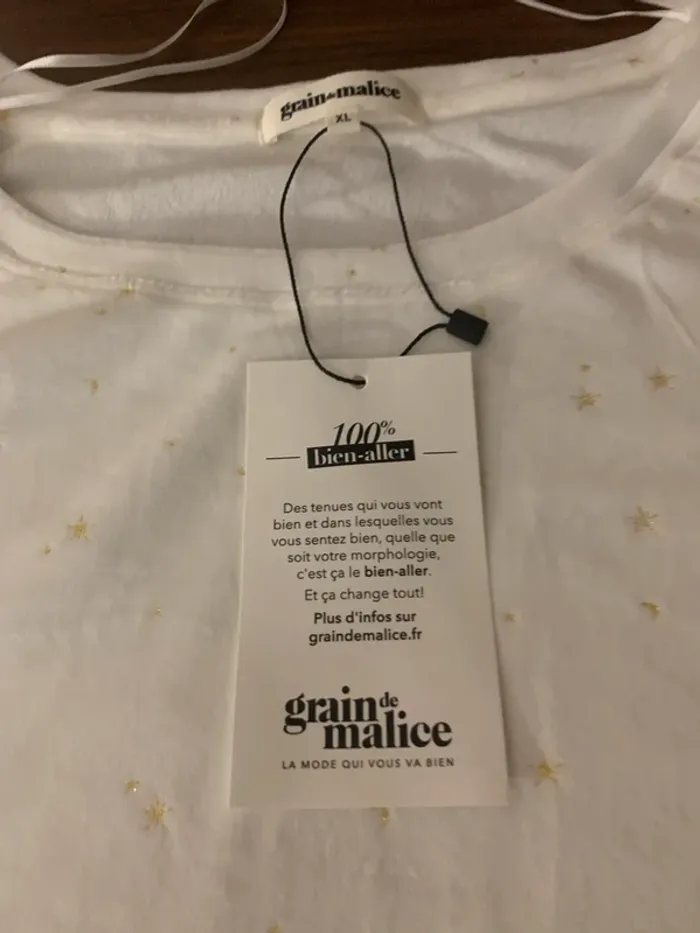 grain de malice
XL
100%
bien-aller
Des tenues qui vous vont
bien et dans lesquelles vous
vous sentez bien, quelle que
soit votre morphologie,
c'est ça le bien-aller.
Et ça change tout!
Plus d'infos sur
graindemalice.fr
grain de
malice
LA MODE QUI VOUS VA BIEN